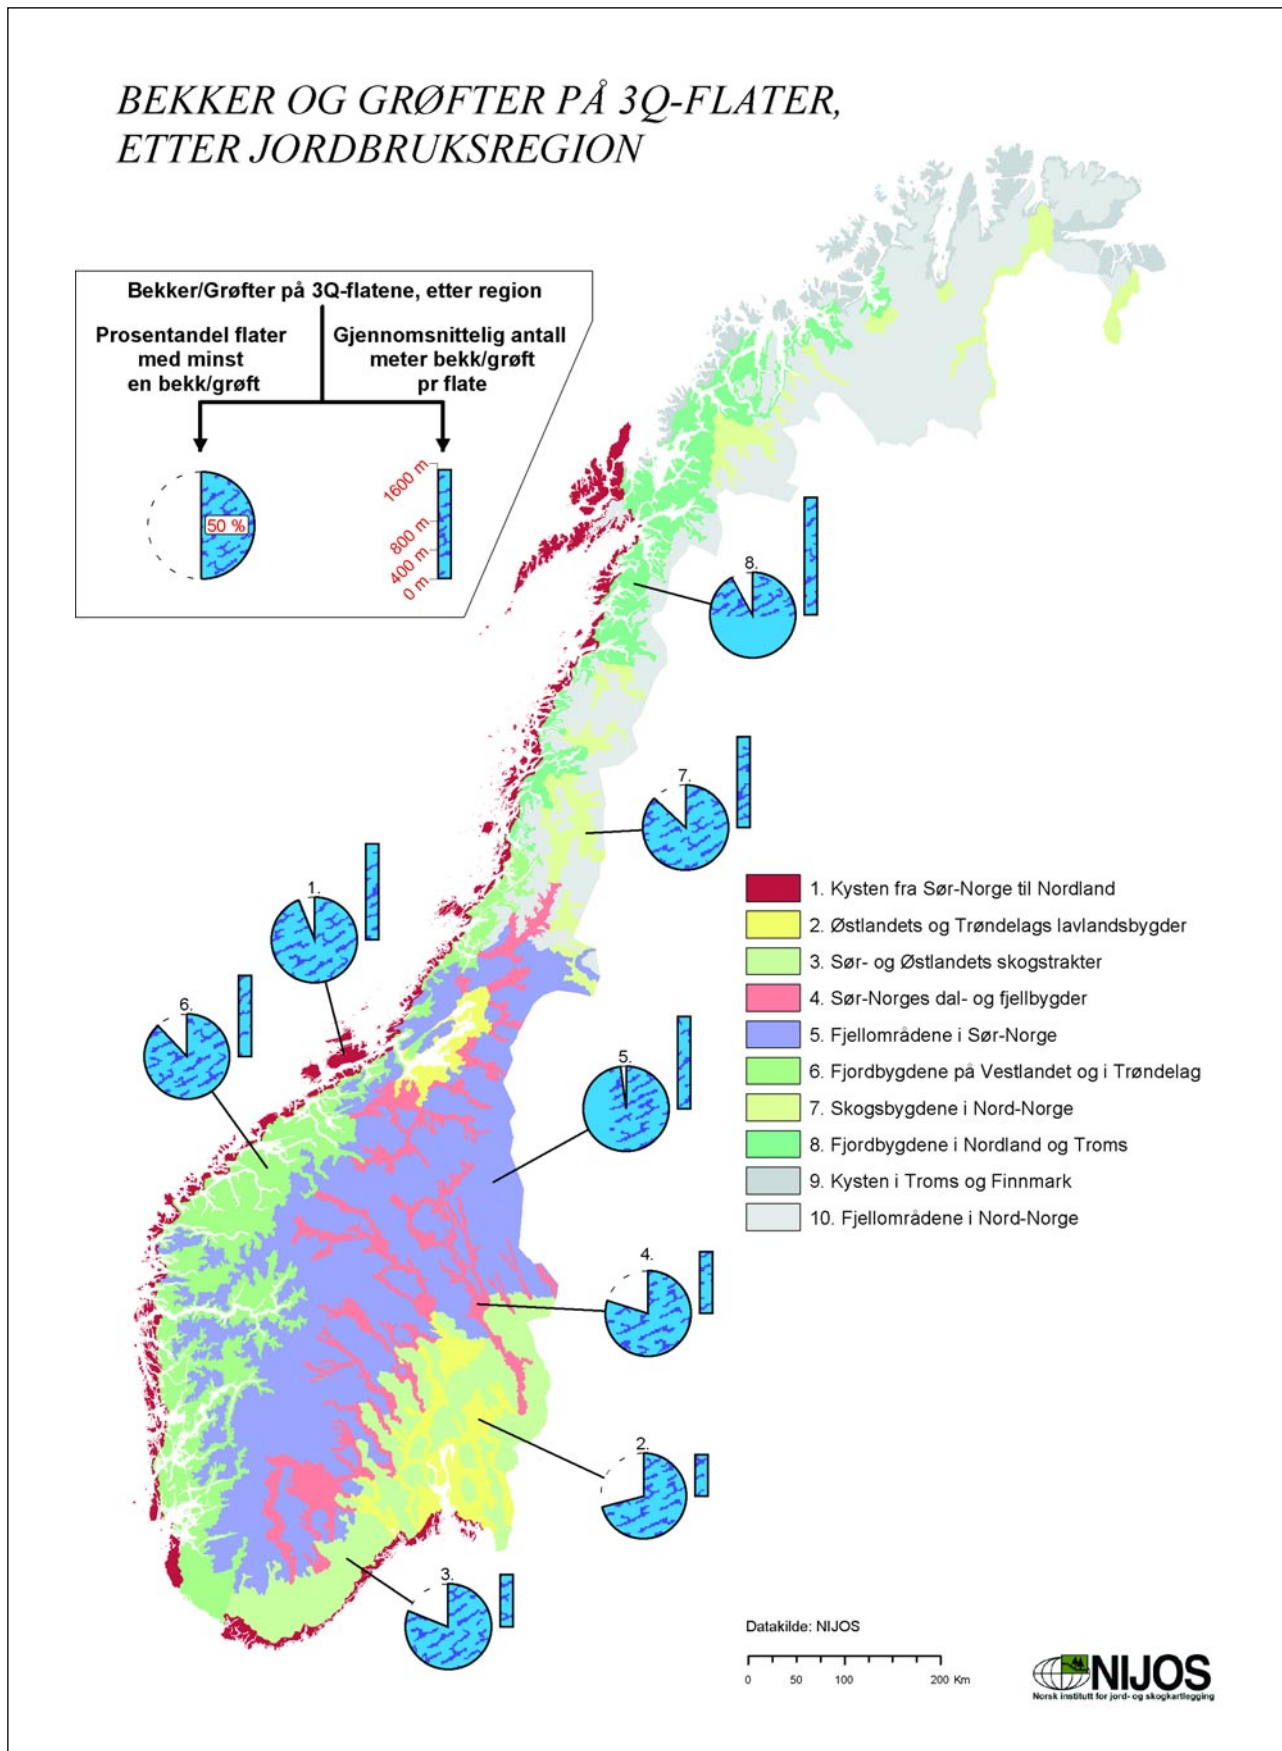 BEKKER OG GRØFTER PÅ 3Q-FLATER,
ETTER JORDBRUKSREGION
Bekker/Grøfter på 3Q-flatene, etter region
Prosentandel flater
med minst
en bekk/grøft
Gjennomsnittelig antall
meter bekk/grøft
pr flate
50 %
1600 m
800 m
400 m
0 m
8.
7.
1.
6.
5.
4.
2.
3.
1. Kysten fra Sør-Norge til Nordland
2. Østlandets og Trøndelags lavlandsbygder
3. Sør- og Østlandets skogstrakter
4. Sør-Norges dal- og fjellbygder
5. Fjellområdene i Sør-Norge
6. Fjordbygdene på Vestlandet og i Trøndelag
7. Skogsbygdene i Nord-Norge
8. Fjordbygdene i Nordland og Troms
9. Kysten i Troms og Finnmark
10. Fjellområdene i Nord-Norge
Datakilde: NIJOS
0 50 100 200 Km
NIJOS
Norsk institutt for jord- og skogkartlegging